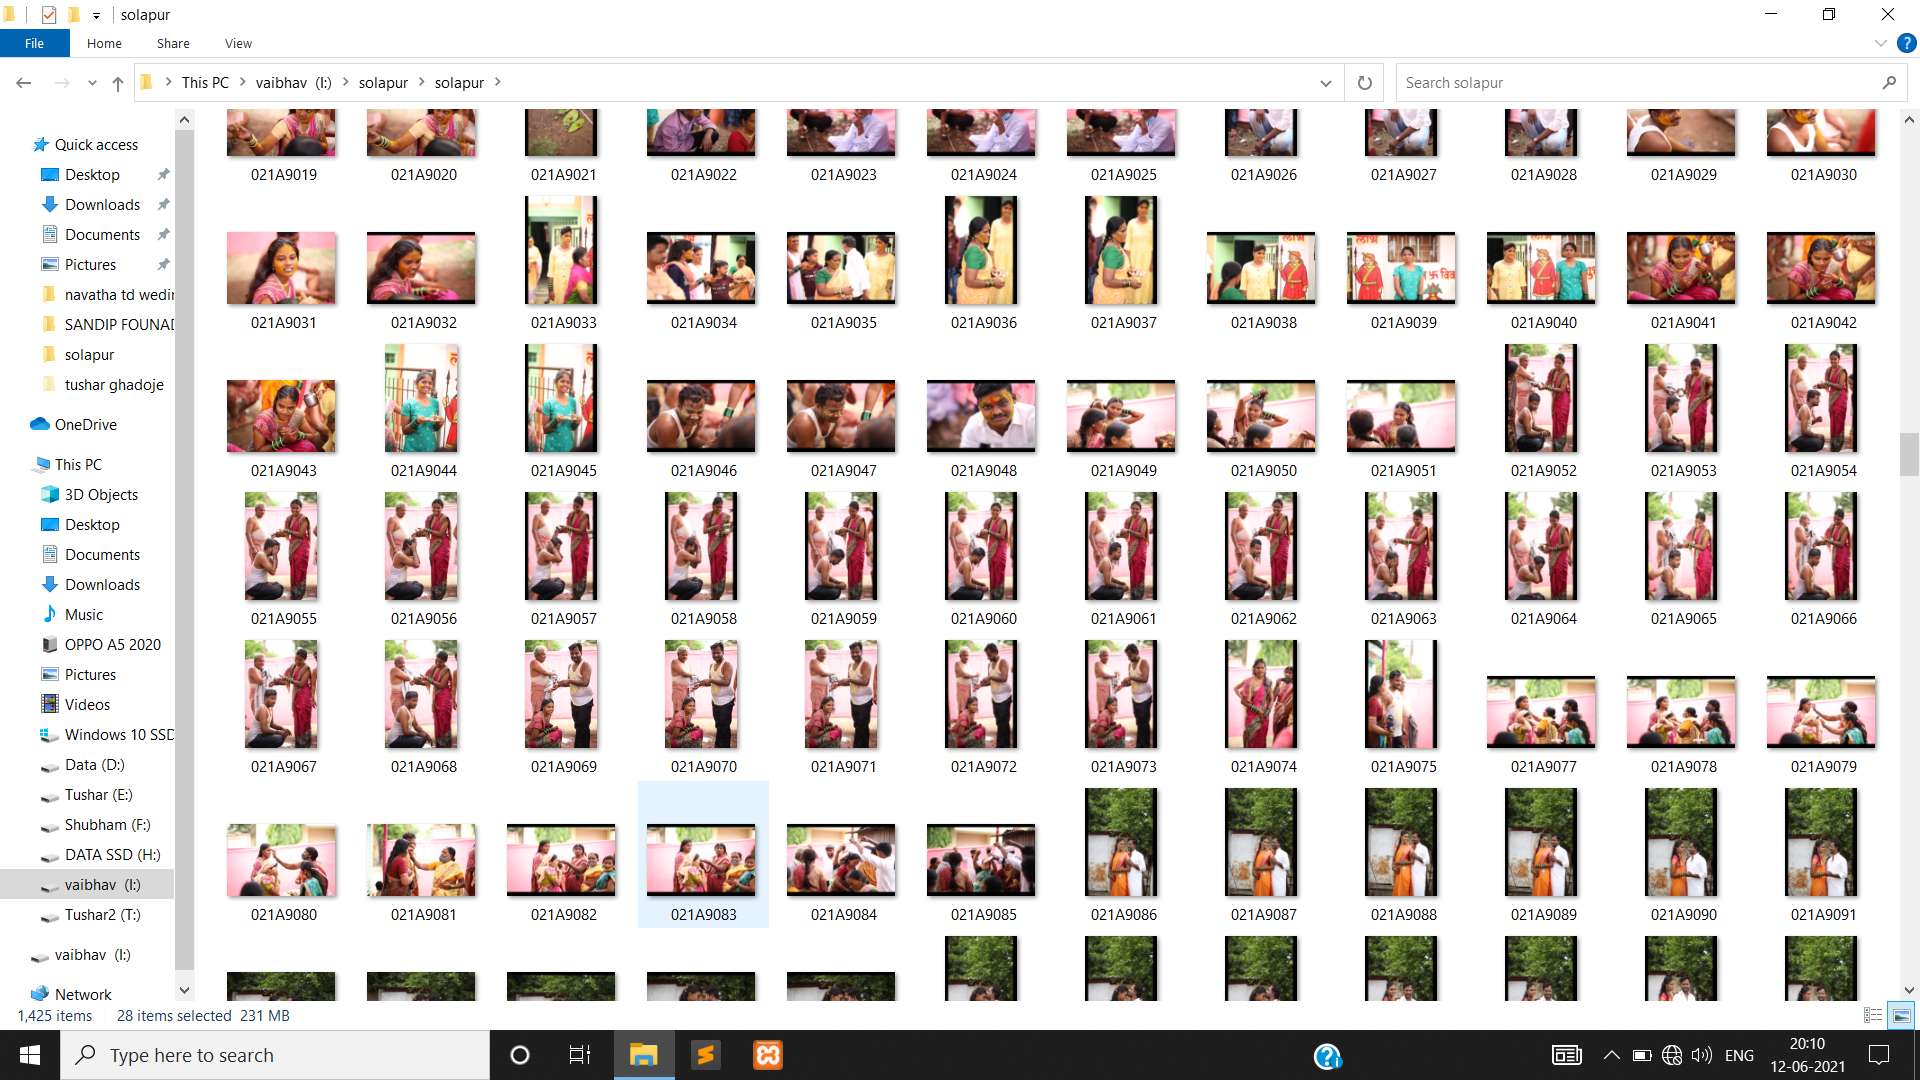 solapur
File Home Share View
This PC vaibhav (I:) solapur solapur
Search solapur
Quick access
Desktop
Downloads
Documents
Pictures
navatha td wedin
SANDIP FOUNAD
solapur
tushar ghadoje
OneDrive
This PC
3D Objects
Desktop
Documents
Downloads
Music
OPPO A5 2020
Pictures
Videos
Windows 10 SSD
Data (D:)
Tushar (E:)
Shubham (F:)
DATA SSD (H:)
vaibhav (I:)
Tushar2 (T:)
vaibhav (I:)
Network
021A9019 021A9020 021A9021 021A9022 021A9023 021A9024 021A9025 021A9026 021A9027 021A9028 021A9029 021A9030
021A9031 021A9032 021A9033 021A9034 021A9035 021A9036 021A9037 021A9038 021A9039 021A9040 021A9041 021A9042
021A9043 021A9044 021A9045 021A9046 021A9047 021A9048 021A9049 021A9050 021A9051 021A9052 021A9053 021A9054
021A9055 021A9056 021A9057 021A9058 021A9059 021A9060 021A9061 021A9062 021A9063 021A9064 021A9065 021A9066
021A9067 021A9068 021A9069 021A9070 021A9071 021A9072 021A9073 021A9074 021A9075 021A9077 021A9078 021A9079
021A9080 021A9081 021A9082 021A9083 021A9084 021A9085 021A9086 021A9087 021A9088 021A9089 021A9090 021A9091
1,425 items 28 items selected 231 MB
Type here to search
ENG
20:10
12-06-2021